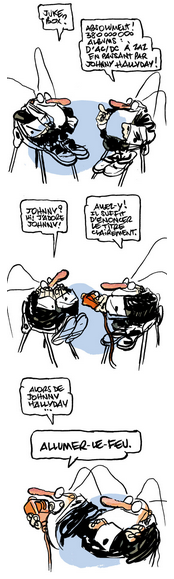 JUKE-
BOX.
ABSOLUMENT!
380 000 000
ALBUMS!
D'AC/DC À ZAZ
EN PASSANT PAR
JOHNNY HALLYDAY!
JOHNNY?
J'ADORE
JOHNNY!
ALLEZ-Y!
IL SUFFIT
D'ÉNONCER
LE TITRE
CLAIREMENT.
ALORS DE
JOHNNY
HALLYDAY
...
ALLUMER-LE-FEU.